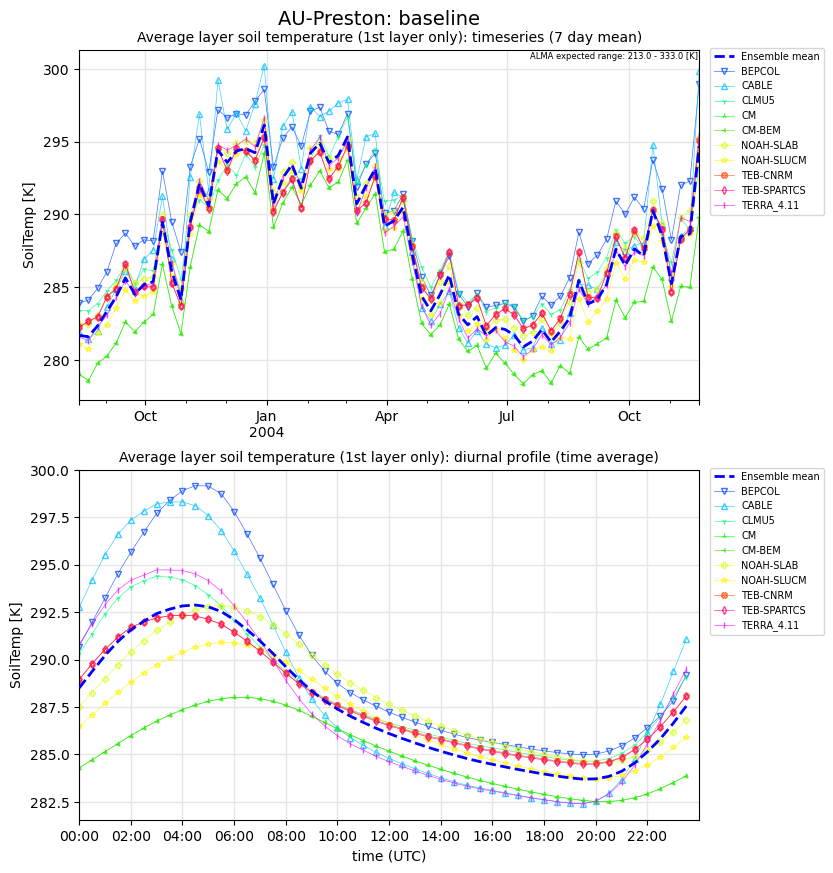 AU-Preston: baseline
Average layer soil temperature (1st layer only): timeseries (7 day mean)
ALMA expected range: 213.0 - 333.0 [K]
300
295
290
285
280
SoilTemp [K]
Oct
Jan
2004
Apr
Jul
Oct
Ensemble mean
BEPCOL
CABLE
CLMU5
CM
CM-BEM
NOAH-SLAB
NOAH-SLUCM
TEB-CNRM
TEB-SPARTCS
TERRA_4.11
Average layer soil temperature (1st layer only): diurnal profile (time average)
300.0
297.5
295.0
292.5
290.0
287.5
285.0
282.5
SoilTemp [K]
00:00
02:00
04:00
06:00
08:00
10:00
12:00
14:00
16:00
18:00
20:00
22:00
time (UTC)
Ensemble mean
BEPCOL
CABLE
CLMU5
CM
CM-BEM
NOAH-SLAB
NOAH-SLUCM
TEB-CNRM
TEB-SPARTCS
TERRA_4.11